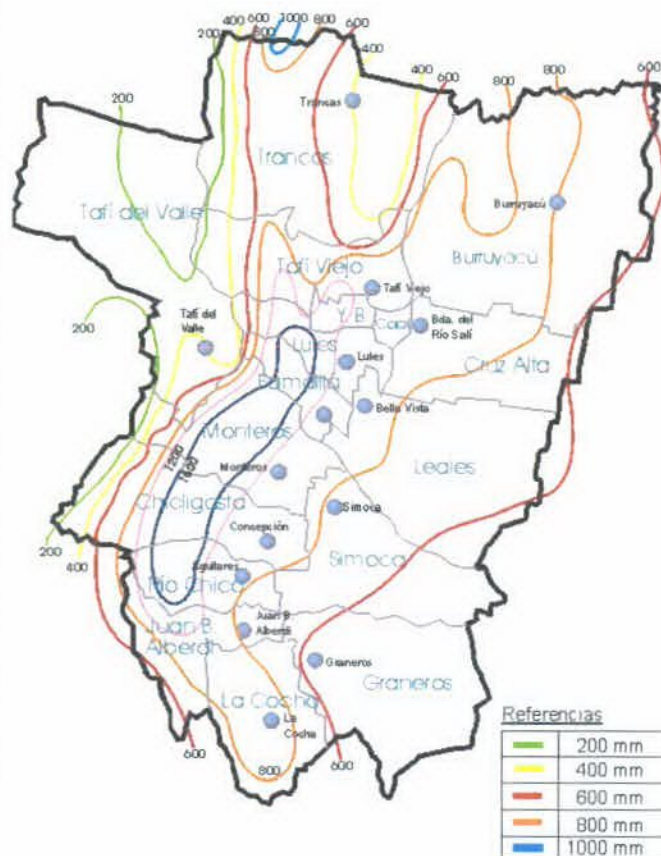 1000
600
800
400
600
200
400
400
600
800
800
600
200
Trancas
Trancas
Tafí del Valle
Burruyacú
Burruyacú
Tafí Viejo
Tafí Viejo
200
Tafí del
Valle
Y. B.
Bda. del
Río Salí
Lules
Lules
Cruz Alta
Famaillá
Bella Vista
Monteros
1200
1600
Monteros
Leales
Chicligasta
Simoca
Concepción
Simoca
200
400
Aguilares
Río Chico
Juan B.
Alberdi
Juan B.
Alberdi
Graneros
Graneros
La Cocha
La
Cocha
600
800
600
Referencias
200 mm
400 mm
600 mm
800 mm
1000 mm